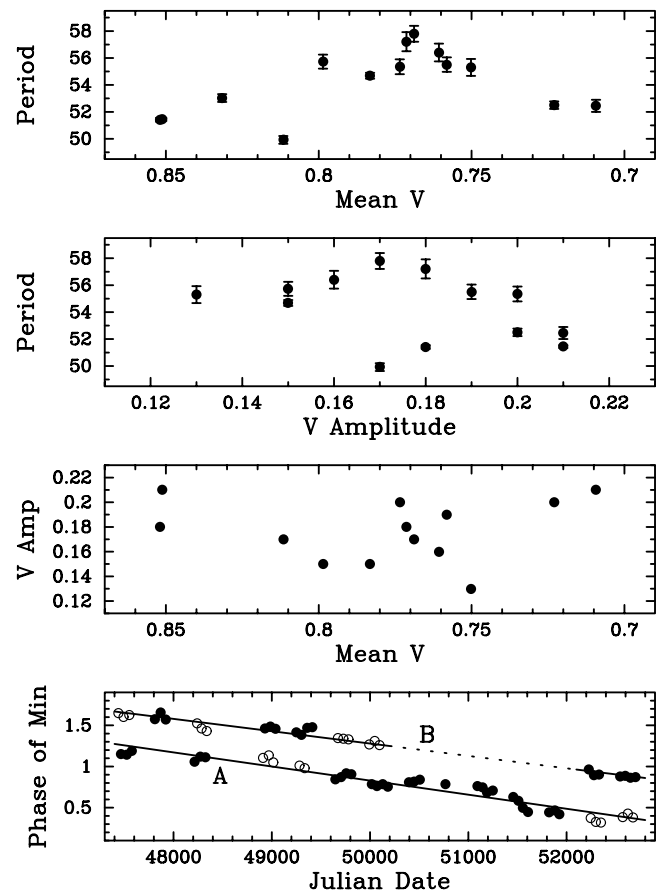 58
56
54
52
50
Period
0.85 0.8 0.75 0.7
Mean V
58
56
54
52
50
Period
0.12 0.14 0.16 0.18 0.2 0.22
V Amplitude
0.22
0.2
0.18
0.16
0.14
0.12
V Amp
0.85 0.8 0.75 0.7
Mean V
1.5
1
0.5
Phase of Min
B
A
48000 49000 50000 51000 52000
Julian Date